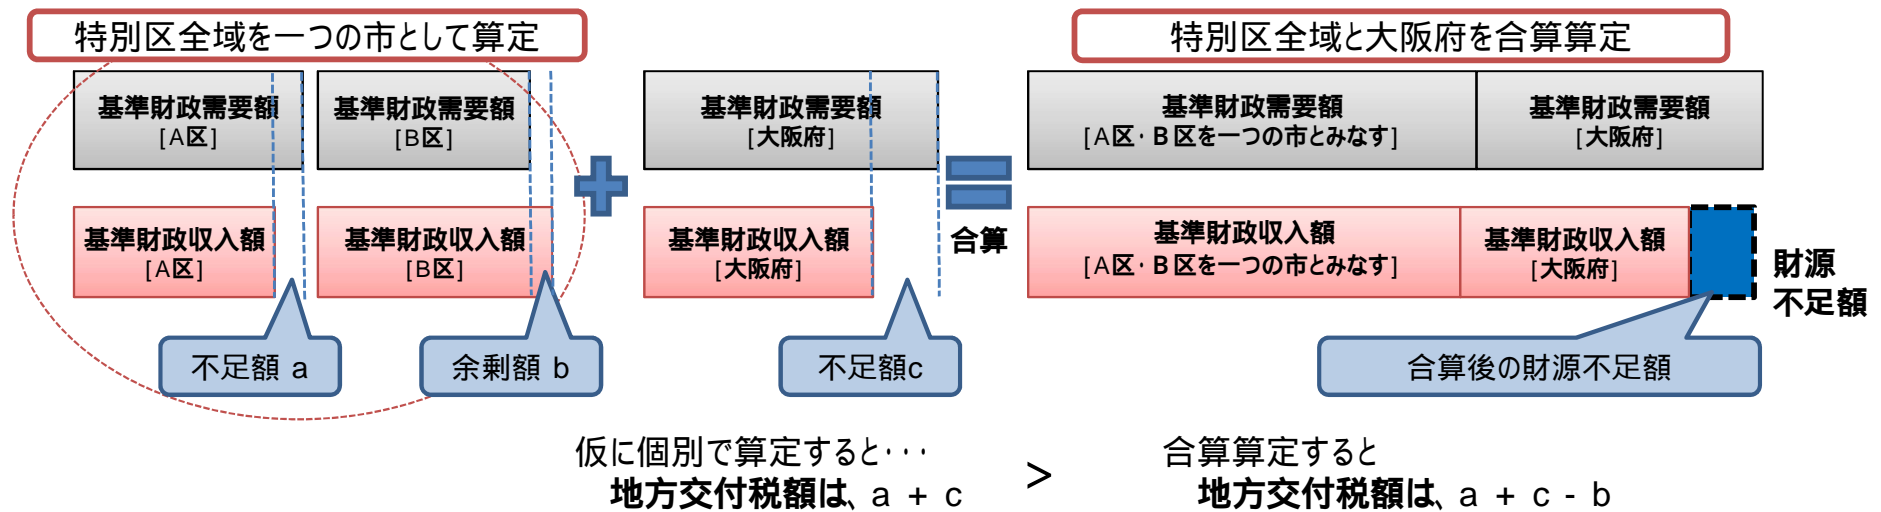 特別区全域を一つの市として算定
特別区全域と大阪府を合算算定
基準財政需要額
[A区]
基準財政需要額
[B区]
基準財政需要額
[大阪府]
基準財政需要額
[A区・B区を一つの市とみなす]
基準財政需要額
[大阪府]
基準財政収入額
[A区]
基準財政収入額
[B区]
基準財政収入額
[大阪府]
合算
基準財政収入額
[A区・B区を一つの市とみなす]
基準財政収入額
[大阪府]
財源
不足額
不足額 a
余剰額 b
不足額c
合算後の財源不足額
仮に個別で算定すると・・・
地方交付税額は、a + c
>
合算算定すると
地方交付税額は、a + c - b